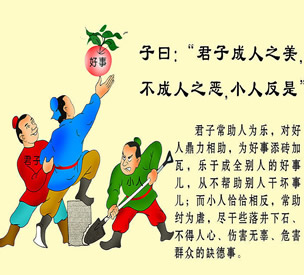 子曰：“君子成人之美，
不成人之恶，小人反是”
君子常助人为乐，对好
人鼎力相助，为好事添砖加
瓦，乐于成全别人的好事
儿，从不帮助别人干坏事
儿；而小人恰恰相反，常助
纣为虐，尽干些落井下石、
不得人心、伤害无辜、危害
群众的缺德事。
好事
君子
小人